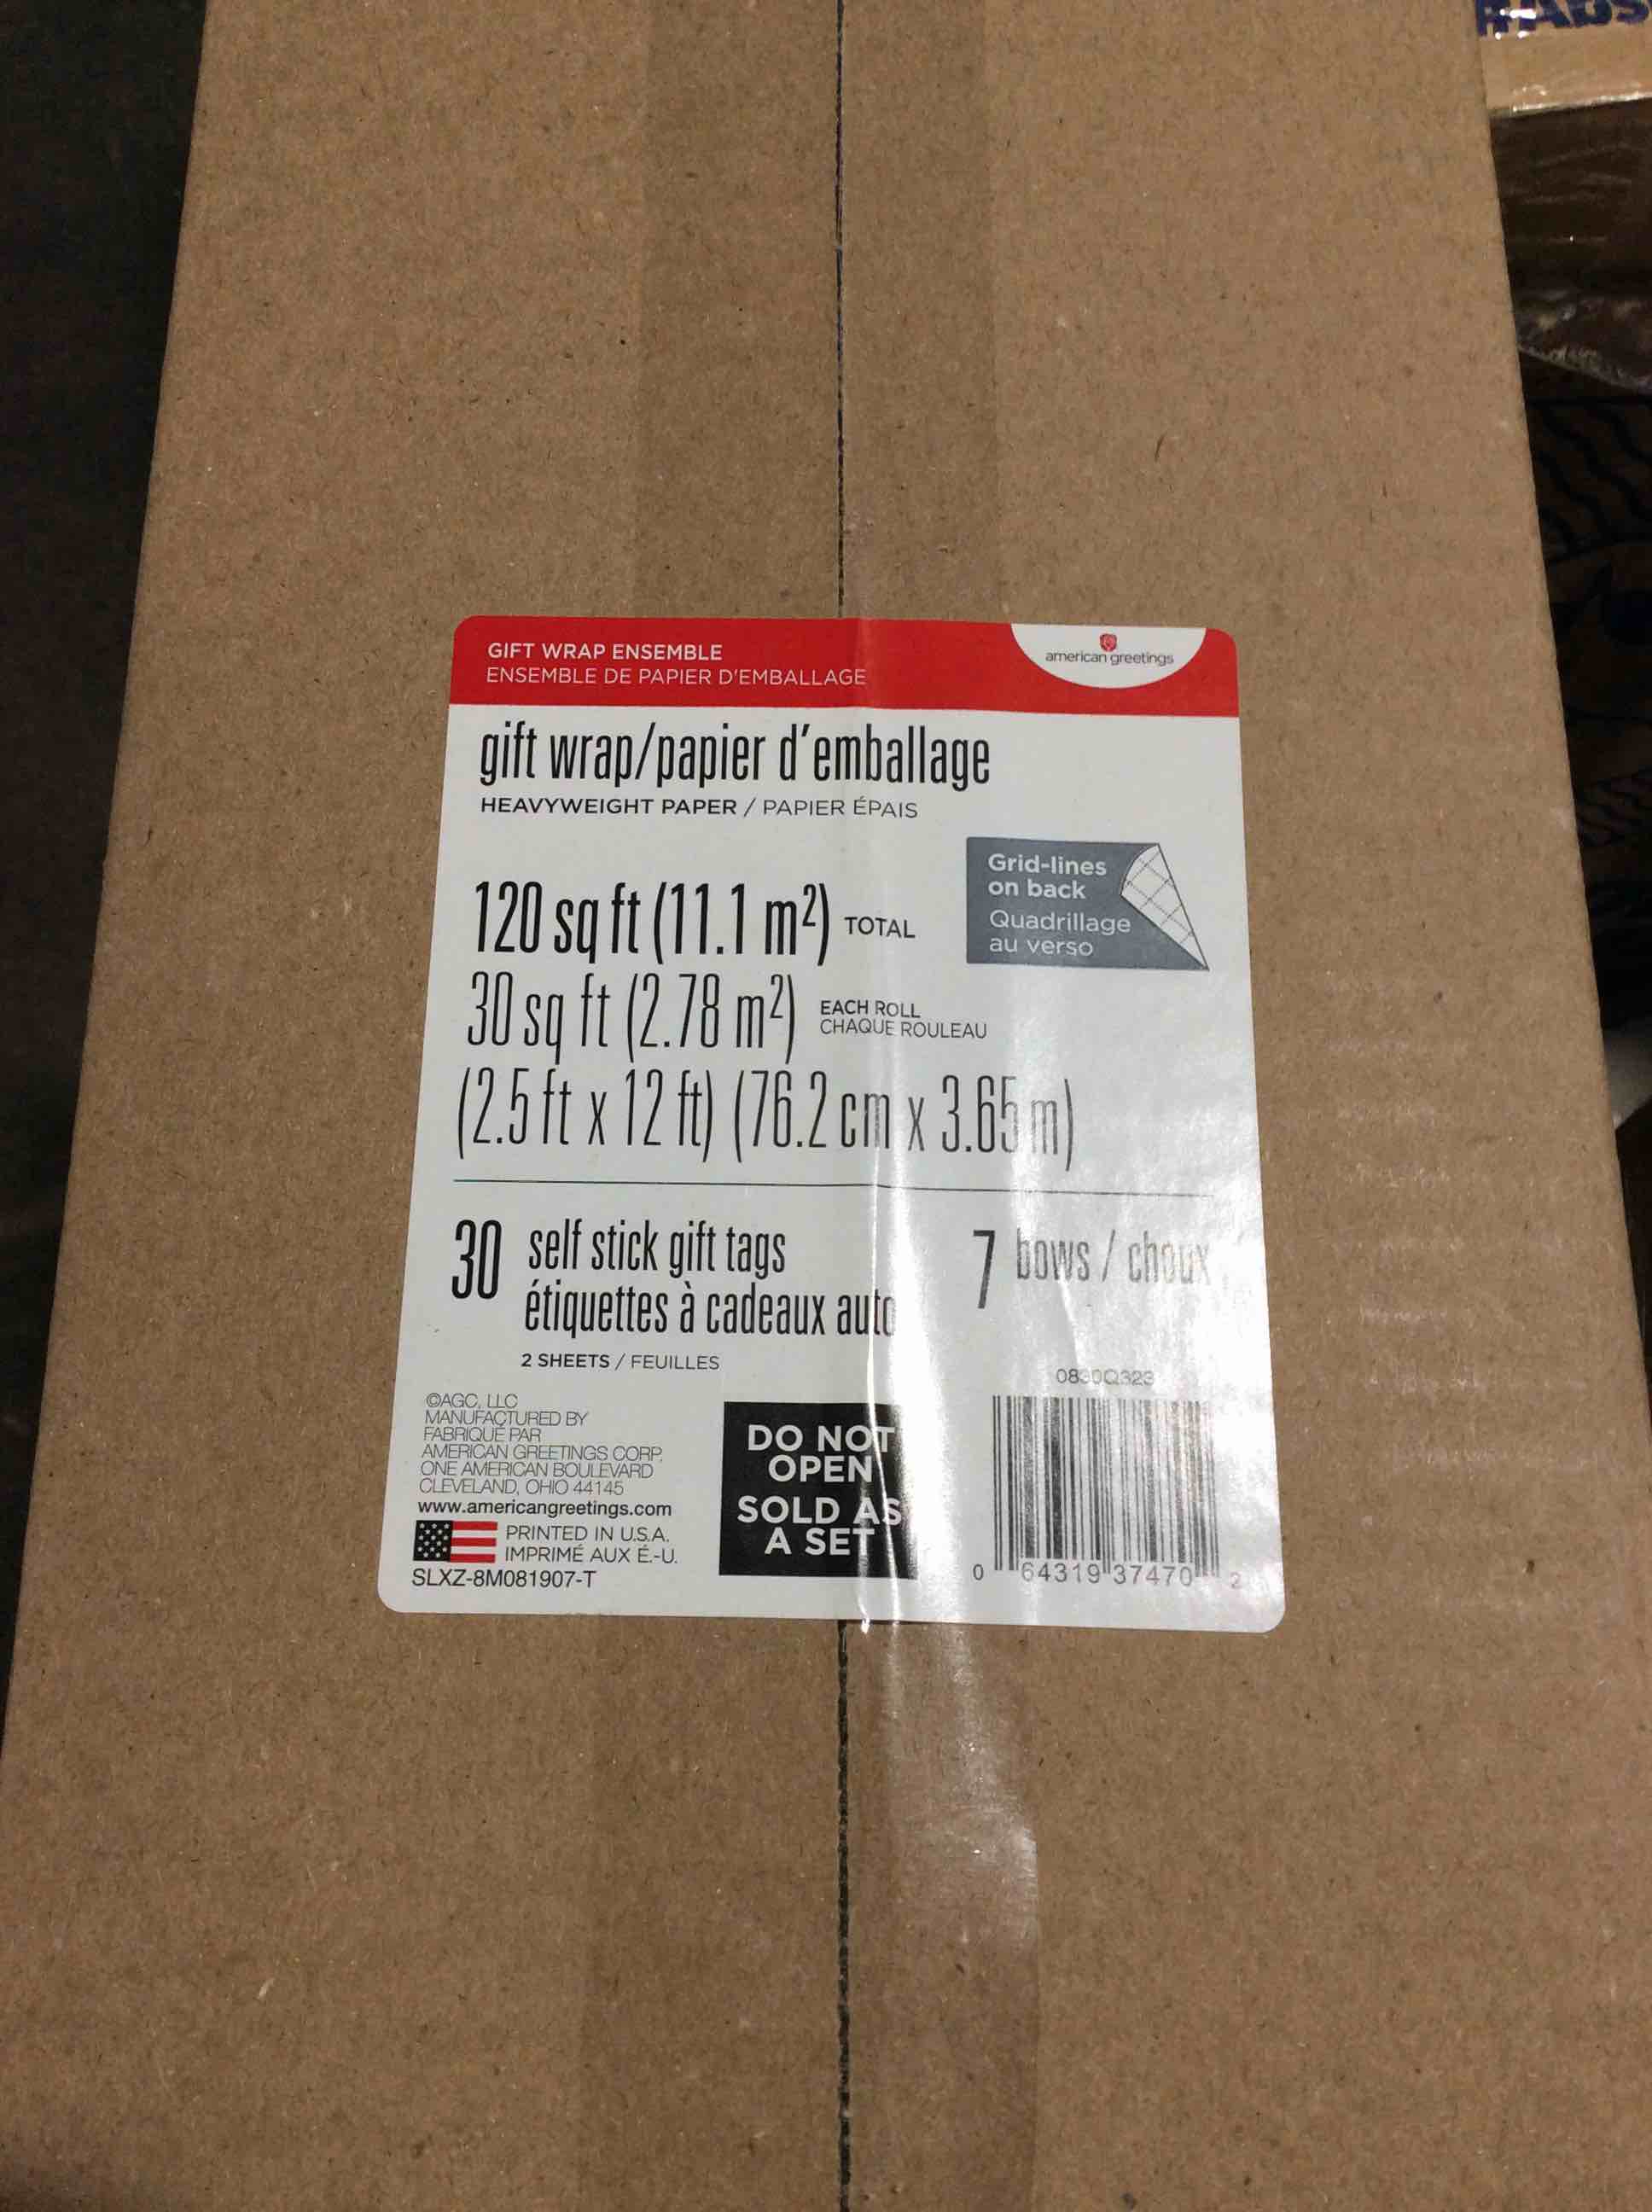 GIFT WRAP ENSEMBLE
ENSEMBLE DE PAPIER D'EMBALLAGE
american greetings
gift wrap/papier d'emballage
HEAVYWEIGHT PAPER / PAPIER ÉPAIS
Grid-lines
on back
Quadrillage
au verso
120 sq ft (11.1 m²) TOTAL
30 sq ft (2.78 m²) EACH ROLL
CHAQUE ROULEAU
(2.5 ft x 12 ft) (76.2 cm x 3.65 m)
30 self stick gift tags
étiquettes à cadeaux auto
2 SHEETS / FEUILLES
7 bows / choux
©AGC, LLC
MANUFACTURED BY
FABRIQUÉ PAR
AMERICAN GREETINGS CORP.
ONE AMERICAN BOULEVARD
CLEVELAND, OHIO 44145
www.americangreetings.com
PRINTED IN U.S.A.
IMPRIMÉ AUX É.-U.
SLXZ-8M081907-T
DO NOT
OPEN
SOLD AS
A SET
0 64319 37470 2